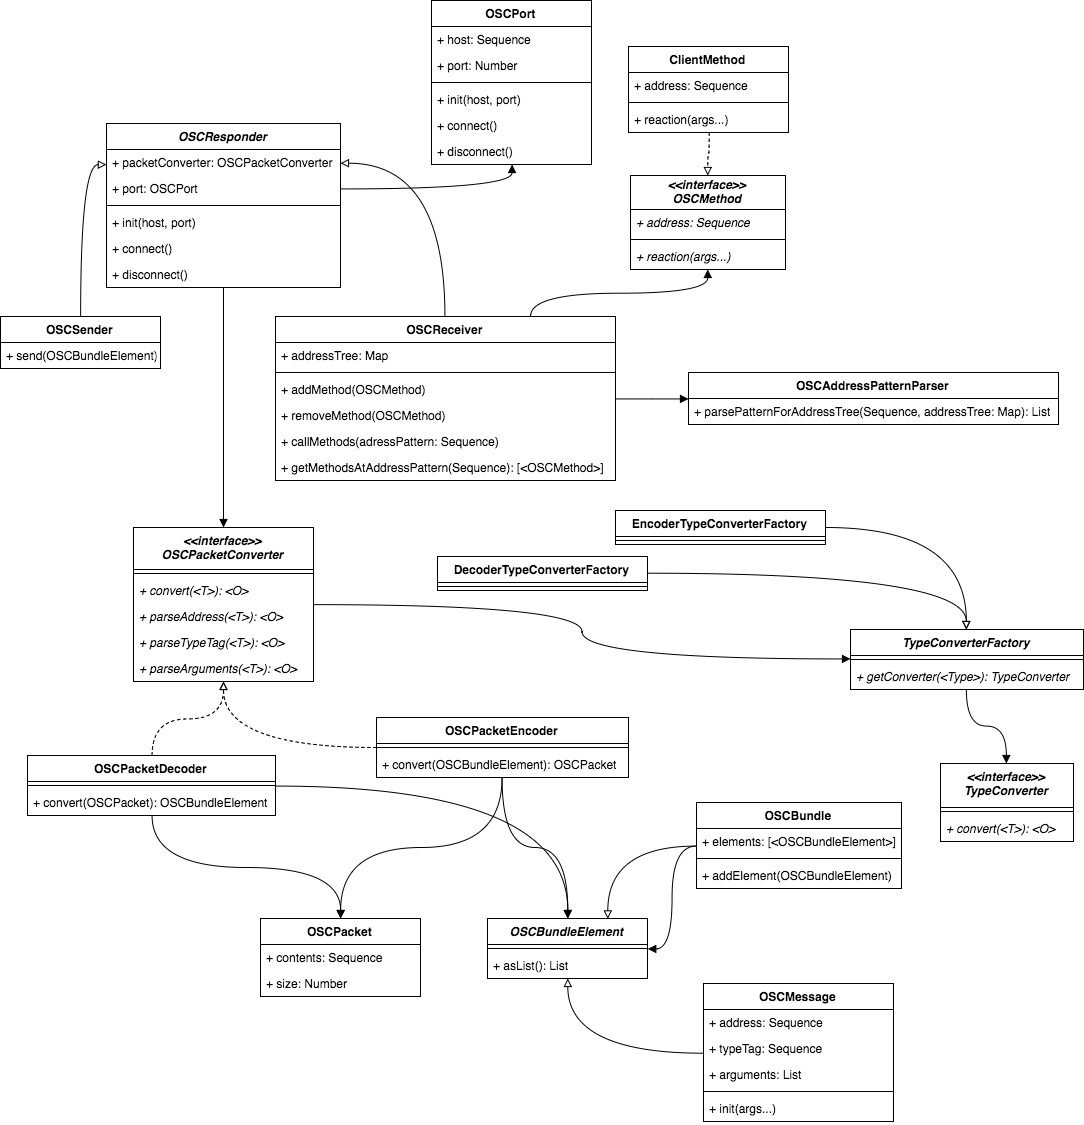 OSCPort
+ host: Sequence
+ port: Number
+ init(host, port)
+ connect()
+ disconnect()
ClientMethod
+ address: Sequence
+ reaction(args...)
OSCResponder
+ packetConverter: OSCPacketConverter
+ port: OSCPort
+ init(host, port)
+ connect()
+ disconnect()
<<interface>>
OSCMethod
+ address: Sequence
+ reaction(args...)
OSCSender
+ send(OSCBundleElement)
OSCReceiver
+ addressTree: Map
+ addMethod(OSCMethod)
+ removeMethod(OSCMethod)
+ callMethods(adressPattern: Sequence)
+ getMethodsAtAddressPattern(Sequence): [<OSCMethod>]
OSCAddressPatternParser
+ parsePatternForAddressTree(Sequence, addressTree: Map): List
<<interface>>
OSCPacketConverter
+ convert(<T>): <O>
+ parseAddress(<T>): <O>
+ parseTypeTag(<T>): <O>
+ parseArguments(<T>): <O>
EncoderTypeConverterFactory
DecoderTypeConverterFactory
TypeConverterFactory
+ getConverter(<Type>): TypeConverter
OSCPacketEncoder
+ convert(OSCBundleElement): OSCPacket
OSCPacketDecoder
+ convert(OSCPacket): OSCBundleElement
<<interface>>
TypeConverter
+ convert(<T>): <O>
OSCBundle
+ elements: [<OSCBundleElement>]
+ addElement(OSCBundleElement)
OSCPacket
+ contents: Sequence
+ size: Number
OSCBundleElement
+ asList(): List
OSCMessage
+ address: Sequence
+ typeTag: Sequence
+ arguments: List
+ init(args...)